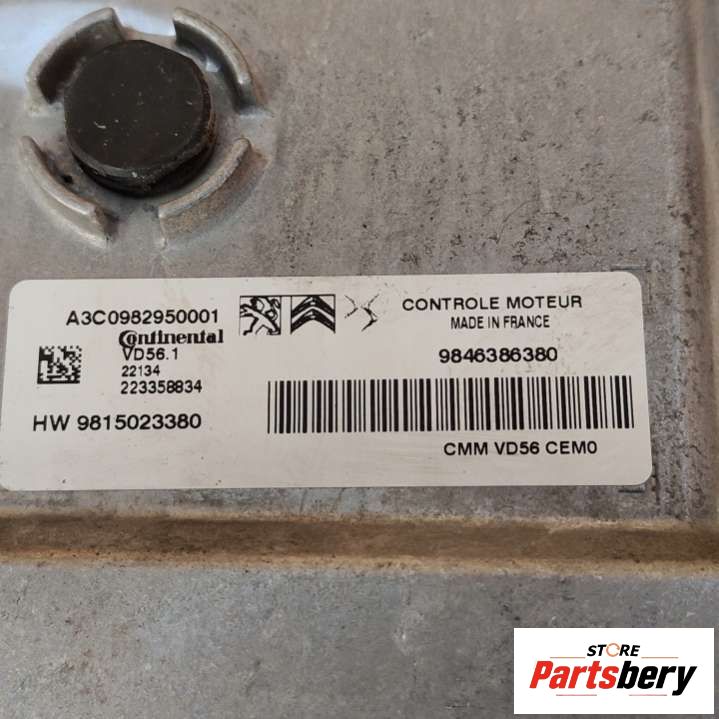 A3C0982950001
Continental
VD56.1
22134
223358834
HW 9815023380
CONTROLE MOTEUR
MADE IN FRANCE
9846386380
CMM VD56 CEM0
STORE
Partsbery